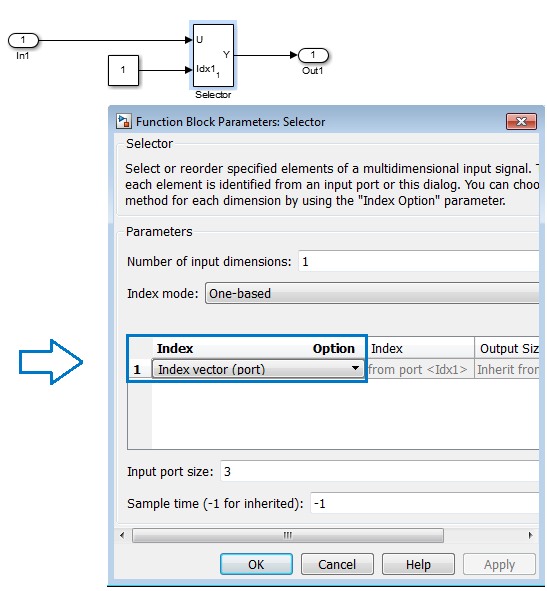 1
In1
1
U
Idx1
1
Y
Selector
1
Out1
Function Block Parameters: Selector
Selector
Select or reorder specified elements of a multidimensional input signal.
each element is identified from an input port or this dialog. You can choo
method for each dimension by using the "Index Option" parameter.
Parameters
Number of input dimensions: 1
Index mode: One-based
Index Option Index Output Siz
1 Index vector (port) from port <Idx1> Inherit from
Input port size: 3
Sample time (-1 for inherited): -1
OK Cancel Help Apply